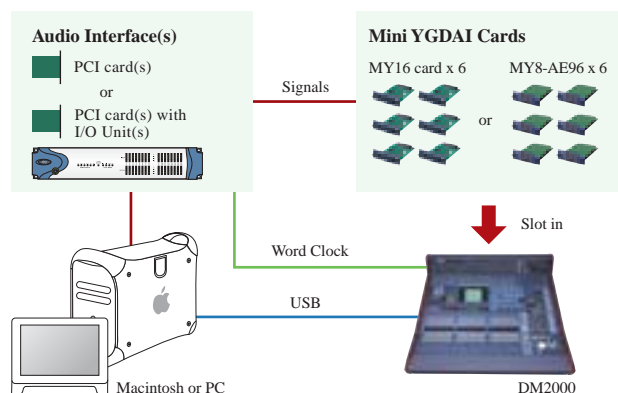 Audio Interface(s)
PCI card(s)
or
PCI card(s) with
I/O Unit(s)
Signals
Mini YGDAI Cards
MY16 card x 6
MY8-AE96 x 6
or
Slot in
Word Clock
USB
Macintosh or PC
DM2000